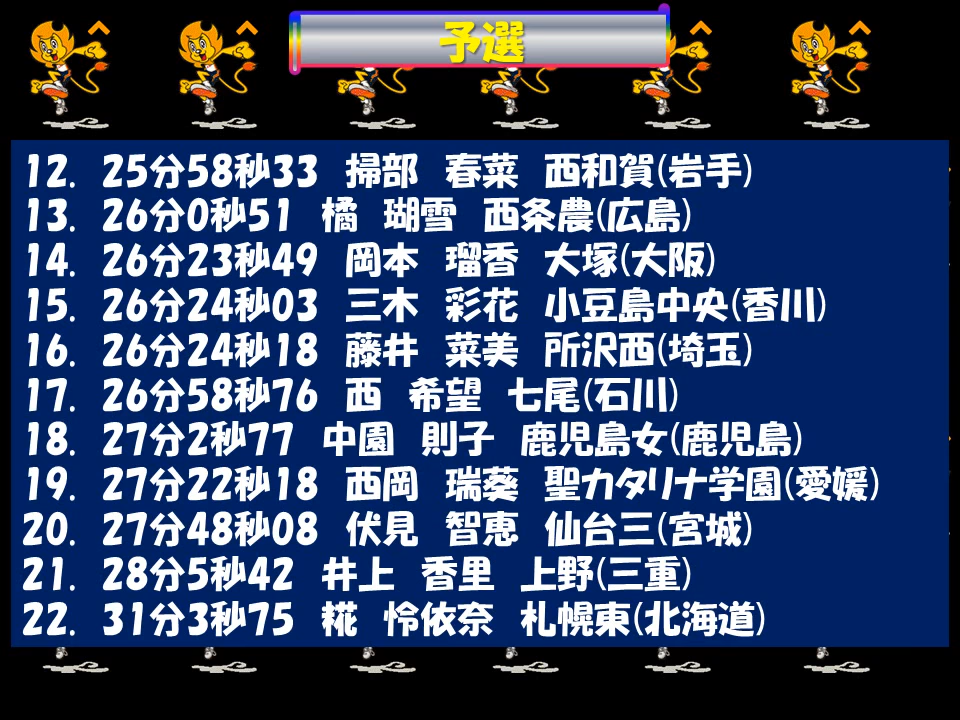 予選
12. 25分58秒33　掃部　春菜　西和賀(岩手)
13. 26分0秒51　橘　瑚雪　西条農(広島)
14. 26分23秒49　岡本　瑠香　大塚(大阪)
15. 26分24秒03　三木　彩花　小豆島中央(香川)
16. 26分24秒18　藤井　菜美　所沢西(埼玉)
17. 26分58秒76　西　希望　七尾(石川)
18. 27分2秒77　中園　則子　鹿児島女(鹿児島)
19. 27分22秒18　西岡　瑞葵　聖カタリナ学園(愛媛)
20. 27分48秒08　伏見　智恵　仙台三(宮城)
21. 28分5秒42　井上　香里　上野(三重)
22. 31分3秒75　糀　怜依奈　札幌東(北海道)